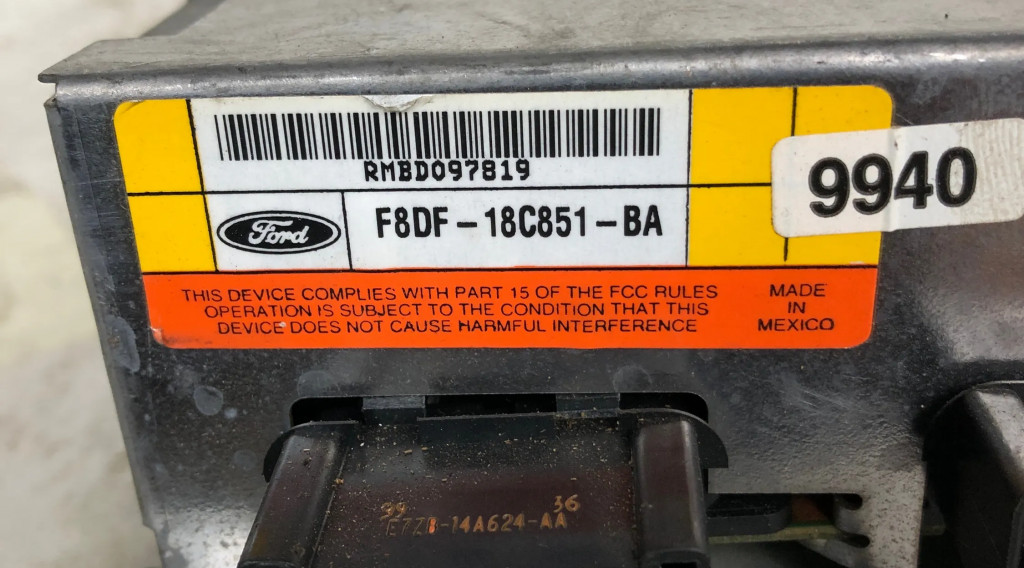 RMBD097819
9940
Ford
F8DF-18C851-BA
THIS DEVICE COMPLIES WITH PART 15 OF THE FCC RULES
OPERATION IS SUBJECT TO THE CONDITION THAT THIS
DEVICE DOES NOT CAUSE HARMFUL INTERFERENCE
MADE
IN
MEXICO
99
36
-14A624-AA